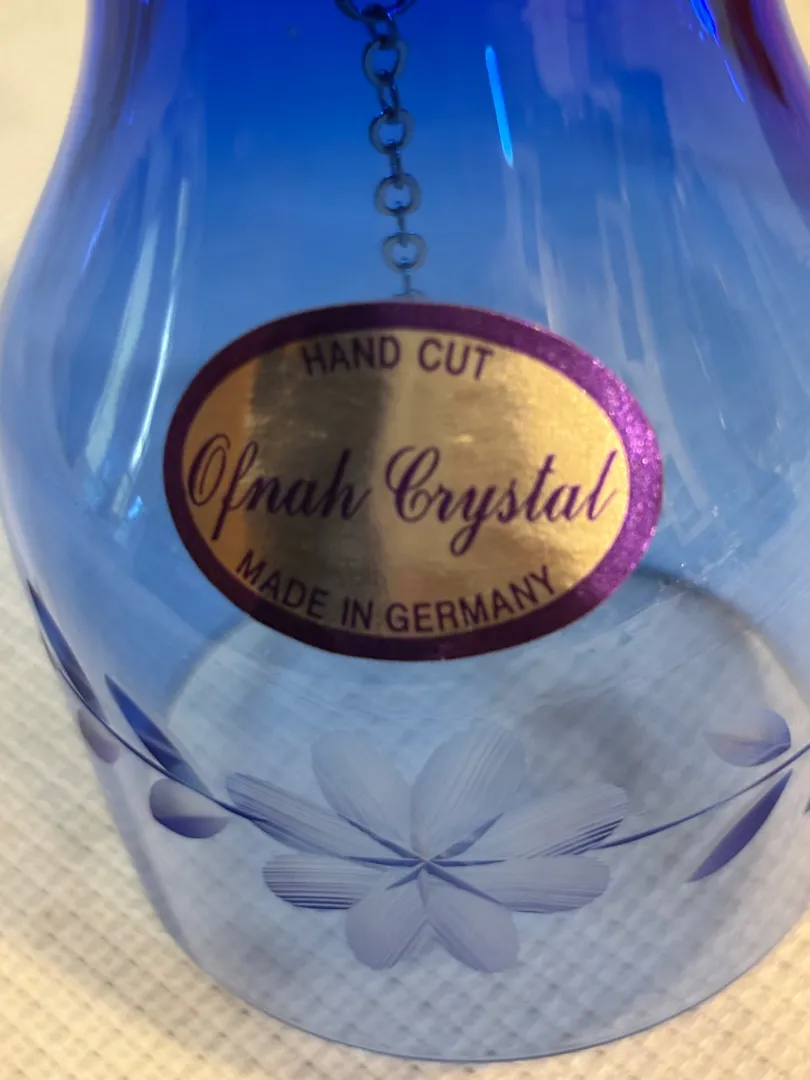 HAND CUT
Ofnah Crystal
MADE IN GERMANY